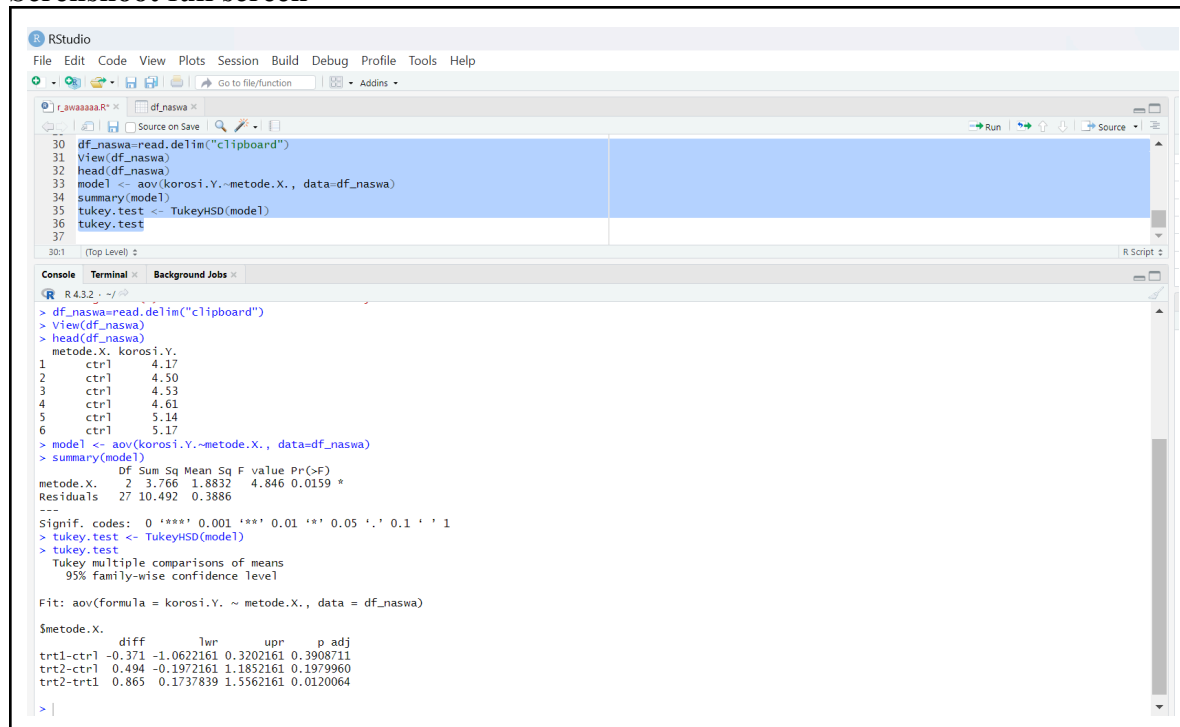 RStudio
File Edit Code View Plots Session Build Debug Profile Tools Help
Go to file/function Addins
r_awaaaaa.R* df_naswa
Source on Save Run Source
30 df_naswa=read.delim("clipboard")
31 View(df_naswa)
32 head(df_naswa)
33 model <- aov(korosi.Y.~metode.X., data=df_naswa)
34 summary(model)
35 tukey.test <- TukeyHSD(model)
36 tukey.test
37
30:1 (Top Level) R Script
Console Terminal Background Jobs
R 4.3.2 · ~/
> df_naswa=read.delim("clipboard")
> View(df_naswa)
> head(df_naswa)
metode.X. korosi.Y.
1 ctrl 4.17
2 ctrl 4.50
3 ctrl 4.53
4 ctrl 4.61
5 ctrl 5.14
6 ctrl 5.17
> model <- aov(korosi.Y.~metode.X., data=df_naswa)
> summary(model)
Df Sum Sq Mean Sq F value Pr(>F)
metode.X. 2 3.766 1.8832 4.846 0.0159 *
Residuals 27 10.492 0.3886
---
Signif. codes: 0 ‘***’ 0.001 ‘**’ 0.01 ‘*’ 0.05 ‘.’ 0.1 ‘ ’ 1
> tukey.test <- TukeyHSD(model)
> tukey.test
Tukey multiple comparisons of means
95% family-wise confidence level
Fit: aov(formula = korosi.Y. ~ metode.X., data = df_naswa)
$metode.X.
diff lwr upr p adj
trt1-ctrl -0.371 -1.0622161 0.3202161 0.3908711
trt2-ctrl 0.494 -0.1972161 1.1852161 0.1979960
trt2-trt1 0.865 0.1737839 1.5562161 0.0120064
>